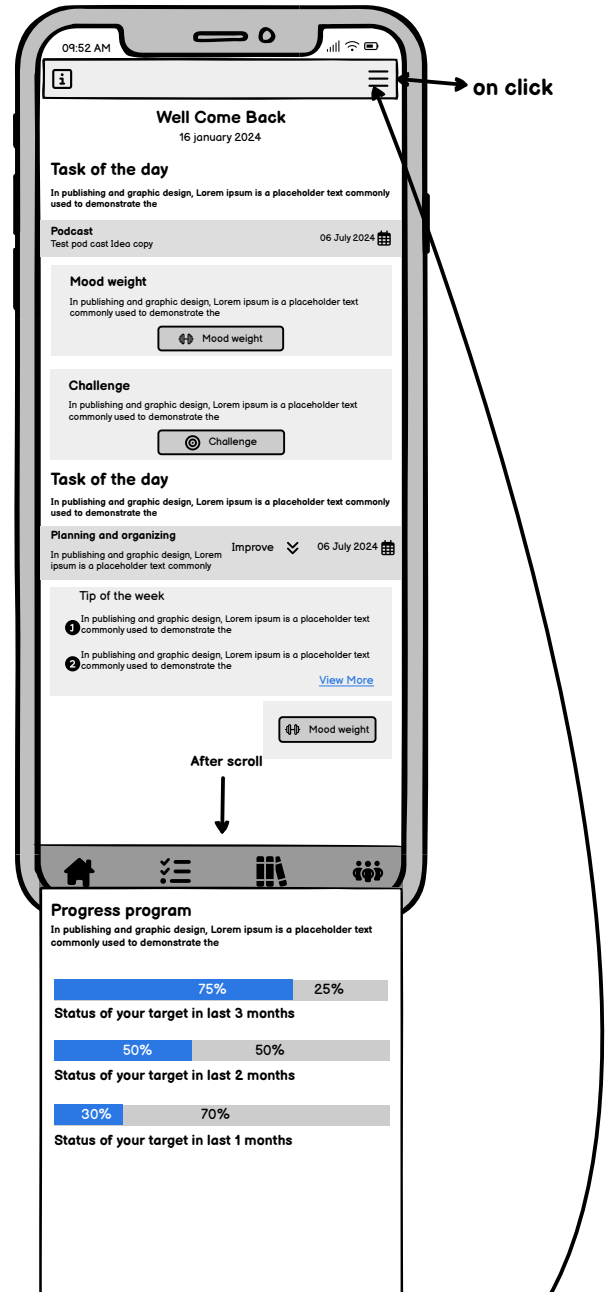 09:52 AM
i
on click
Well Come Back
16 january 2024
Task of the day
In publishing and graphic design, Lorem ipsum is a placeholder text commonly
used to demonstrate the
Podcast
Test pod cast Idea copy
06 July 2024
Mood weight
In publishing and graphic design, Lorem ipsum is a placeholder text
commonly used to demonstrate the
Mood weight
Challenge
In publishing and graphic design, Lorem ipsum is a placeholder text
commonly used to demonstrate the
Challenge
Task of the day
In publishing and graphic design, Lorem ipsum is a placeholder text commonly
used to demonstrate the
Planning and organizing
In publishing and graphic design, Lorem
ipsum is a placeholder text commonly
Improve
06 July 2024
Tip of the week
1 In publishing and graphic design, Lorem ipsum is a placeholder text
commonly used to demonstrate the
2 In publishing and graphic design, Lorem ipsum is a placeholder text
commonly used to demonstrate the
View More
Mood weight
After scroll
Progress program
In publishing and graphic design, Lorem ipsum is a placeholder text
commonly used to demonstrate the
75% 25%
Status of your target in last 3 months
50% 50%
Status of your target in last 2 months
30% 70%
Status of your target in last 1 months